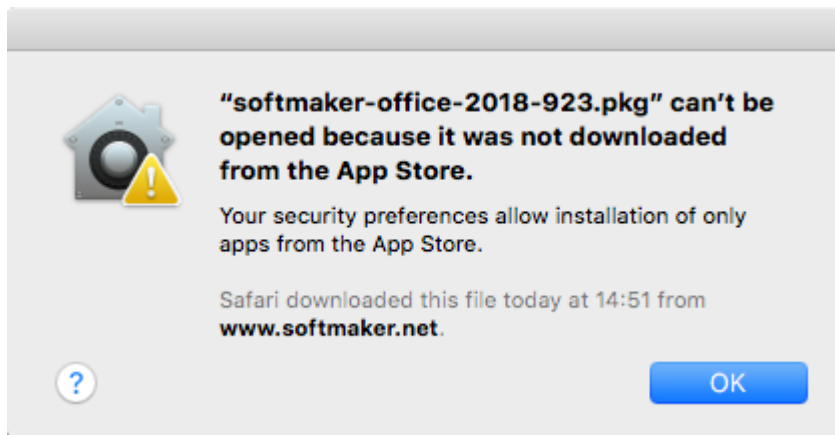 “softmaker-office-2018-923.pkg” can’t be
opened because it was not downloaded
from the App Store.
Your security preferences allow installation of only
apps from the App Store.
Safari downloaded this file today at 14:51 from
www.softmaker.net.
?
OK